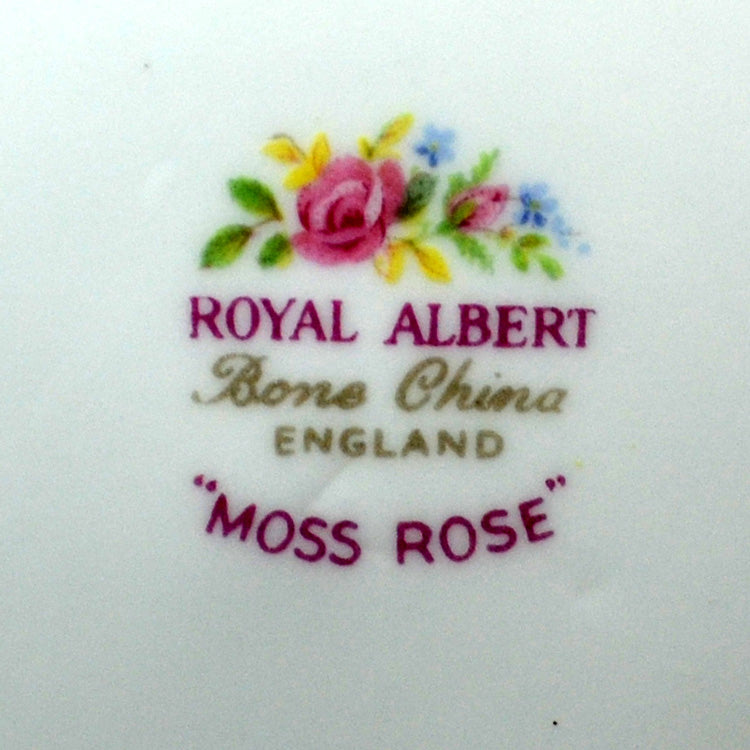 ROYAL ALBERT
Bone China
ENGLAND
"MOSS ROSE"